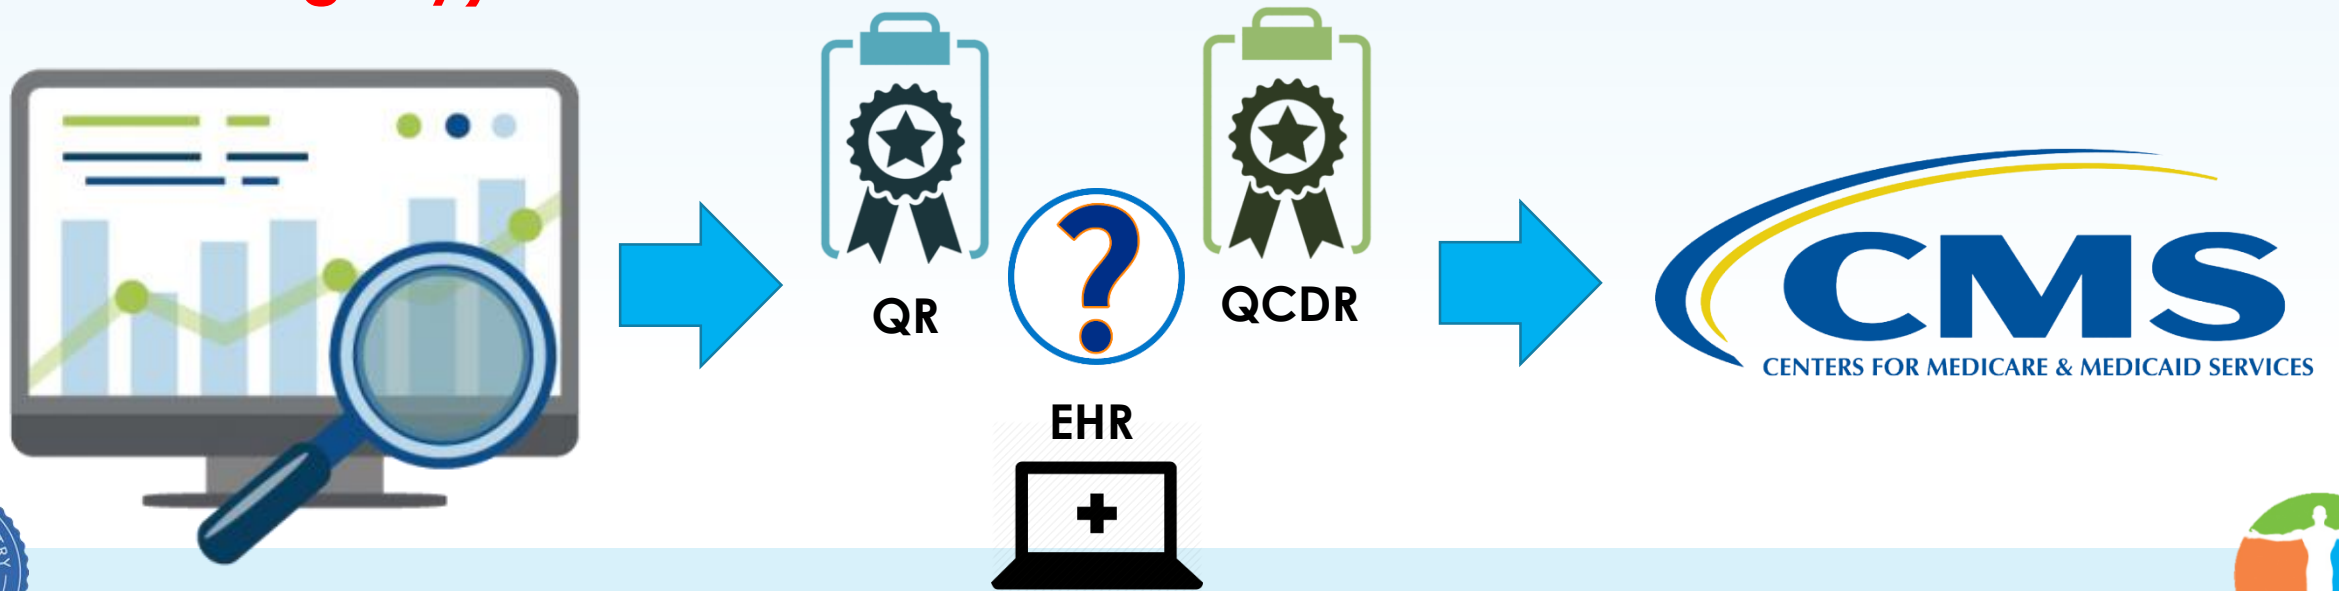 QR
?
QCDR
EHR
CMS
CENTERS FOR MEDICARE & MEDICAID SERVICES